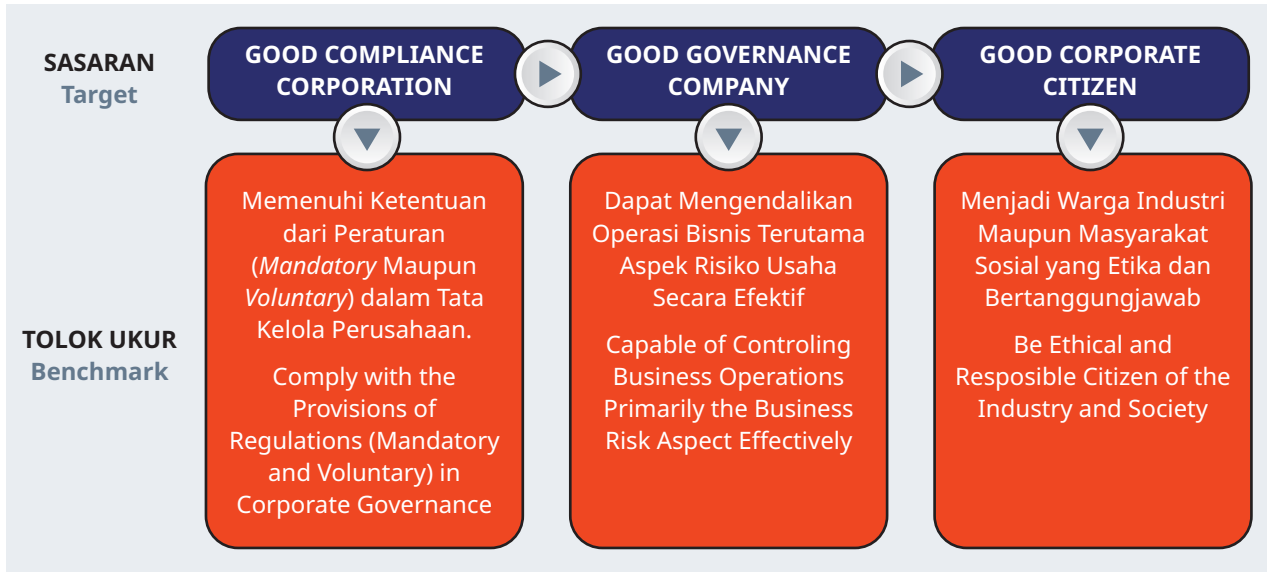 SASARAN
Target
GOOD COMPLIANCE
CORPORATION
GOOD GOVERNANCE
COMPANY
GOOD CORPORATE
CITIZEN
TOLOK UKUR
Benchmark
Memenuhi Ketentuan
dari Peraturan
(Mandatory Maupun
Voluntary) dalam Tata
Kelola Perusahaan.
Comply with the
Provisions of
Regulations (Mandatory
and Voluntary) in
Corporate Governance
Dapat Mengendalikan
Operasi Bisnis Terutama
Aspek Risiko Usaha
Secara Efektif
Capable of Controling
Business Operations
Primarily the Business
Risk Aspect Effectively
Menjadi Warga Industri
Maupun Masyarakat
Sosial yang Etika dan
Bertanggungjawab
Be Ethical and
Resposible Citizen of the
Industry and Society